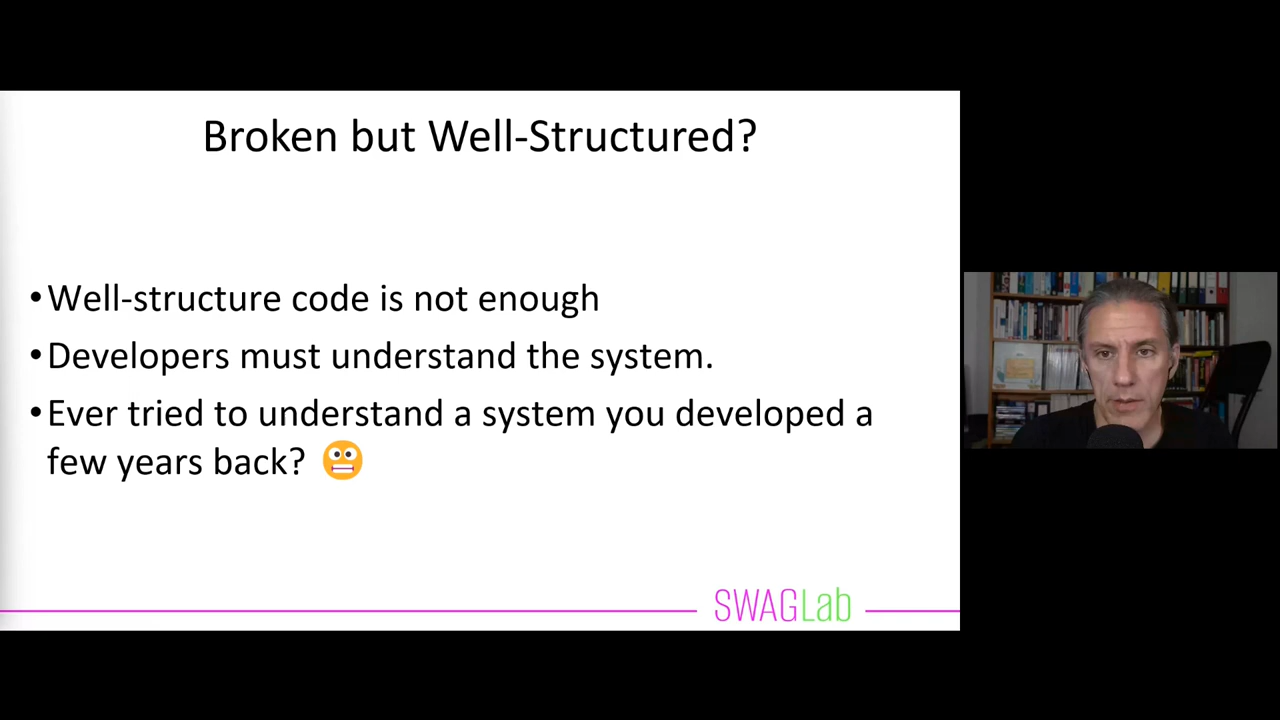 Broken but Well-Structured?
•Well-structure code is not enough
•Developers must understand the system.
•Ever tried to understand a system you developed a
few years back? 😬
SWAGLab